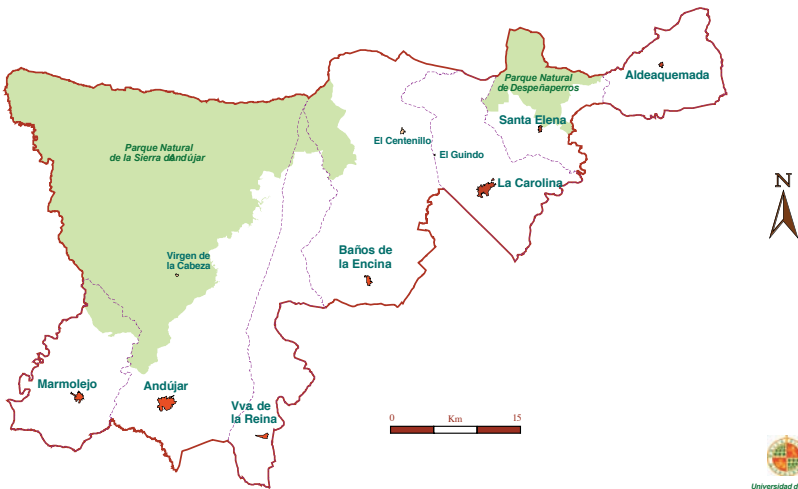 Aldeaquemada
Parque Natural
de Despeñaperros
Santa Elena
El Centenillo
El Guindo
Parque Natural
de la Sierra de Andújar
La Carolina
N
Virgen de
la Cabeza
Baños de
la Encina
Marmolejo
Andújar
Vva. de
la Reina
0 Km 15
Universidad d